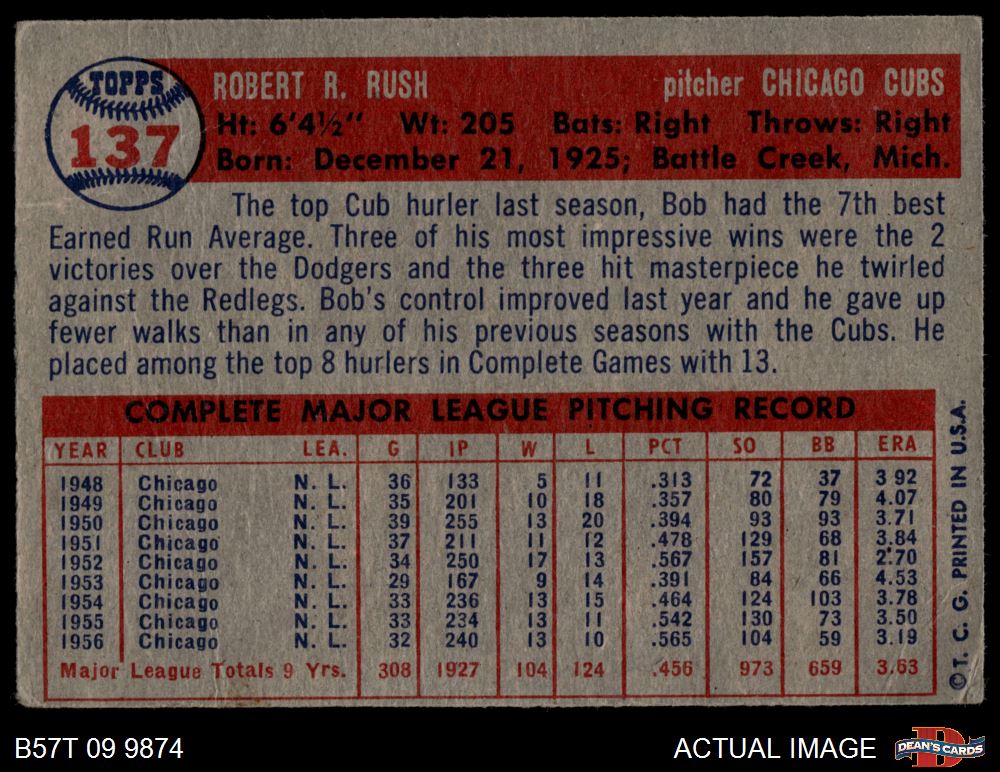 TOPPS
137
ROBERT R. RUSH pitcher CHICAGO CUBS
Ht: 6'4½" Wt: 205 Bats: Right Throws: Right
Born: December 21, 1925; Battle Creek, Mich.
The top Cub hurler last season, Bob had the 7th best
Earned Run Average. Three of his most impressive wins were the 2
victories over the Dodgers and the three hit masterpiece he twirled
against the Redlegs. Bob's control improved last year and he gave up
fewer walks than in any of his previous seasons with the Cubs. He
placed among the top 8 hurlers in Complete Games with 13.
COMPLETE MAJOR LEAGUE PITCHING RECORD
YEAR CLUB LEA. G IP W L PCT SO BB ERA
1948 Chicago N. L. 36 133 5 11 .313 72 37 3 92
1949 Chicago N. L. 35 201 10 18 .357 80 79 4.07
1950 Chicago N. L. 39 255 13 20 .394 93 93 3.71
1951 Chicago N. L. 37 211 11 12 .478 129 68 3.84
1952 Chicago N. L. 34 250 17 13 .567 157 81 2.70
1953 Chicago N. L. 29 167 9 14 .391 84 66 4.53
1954 Chicago N. L. 33 236 13 15 .464 124 103 3.78
1955 Chicago N. L. 33 234 13 11 .542 130 73 3.50
1956 Chicago N. L. 32 240 13 10 .565 104 59 3.19
Major League Totals 9 Yrs. 308 1927 104 124 .456 973 659 3.63
©T. C. G. PRINTED IN U.S.A.
B57T 09 9874 ACTUAL IMAGE
DEAN'S CARDS